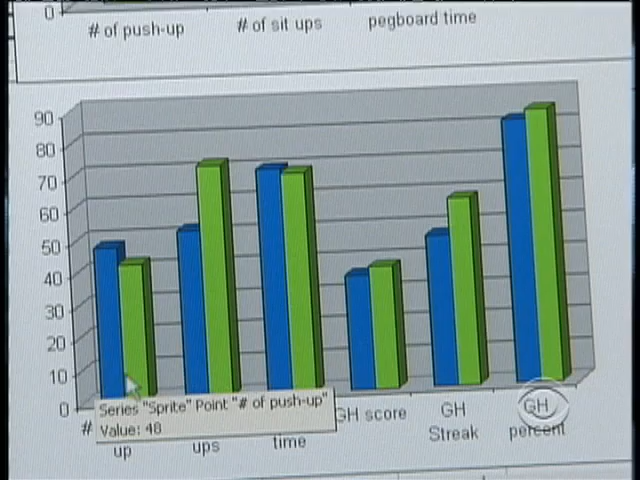 0
# of push-up # of sit ups pegboard time
90
80
70
60
50
40
30
20
10
0
Series "Sprite" Point "# of push-up"
Value: 48
#
up
ups
time
GH score
GH
Streak
GH
percent